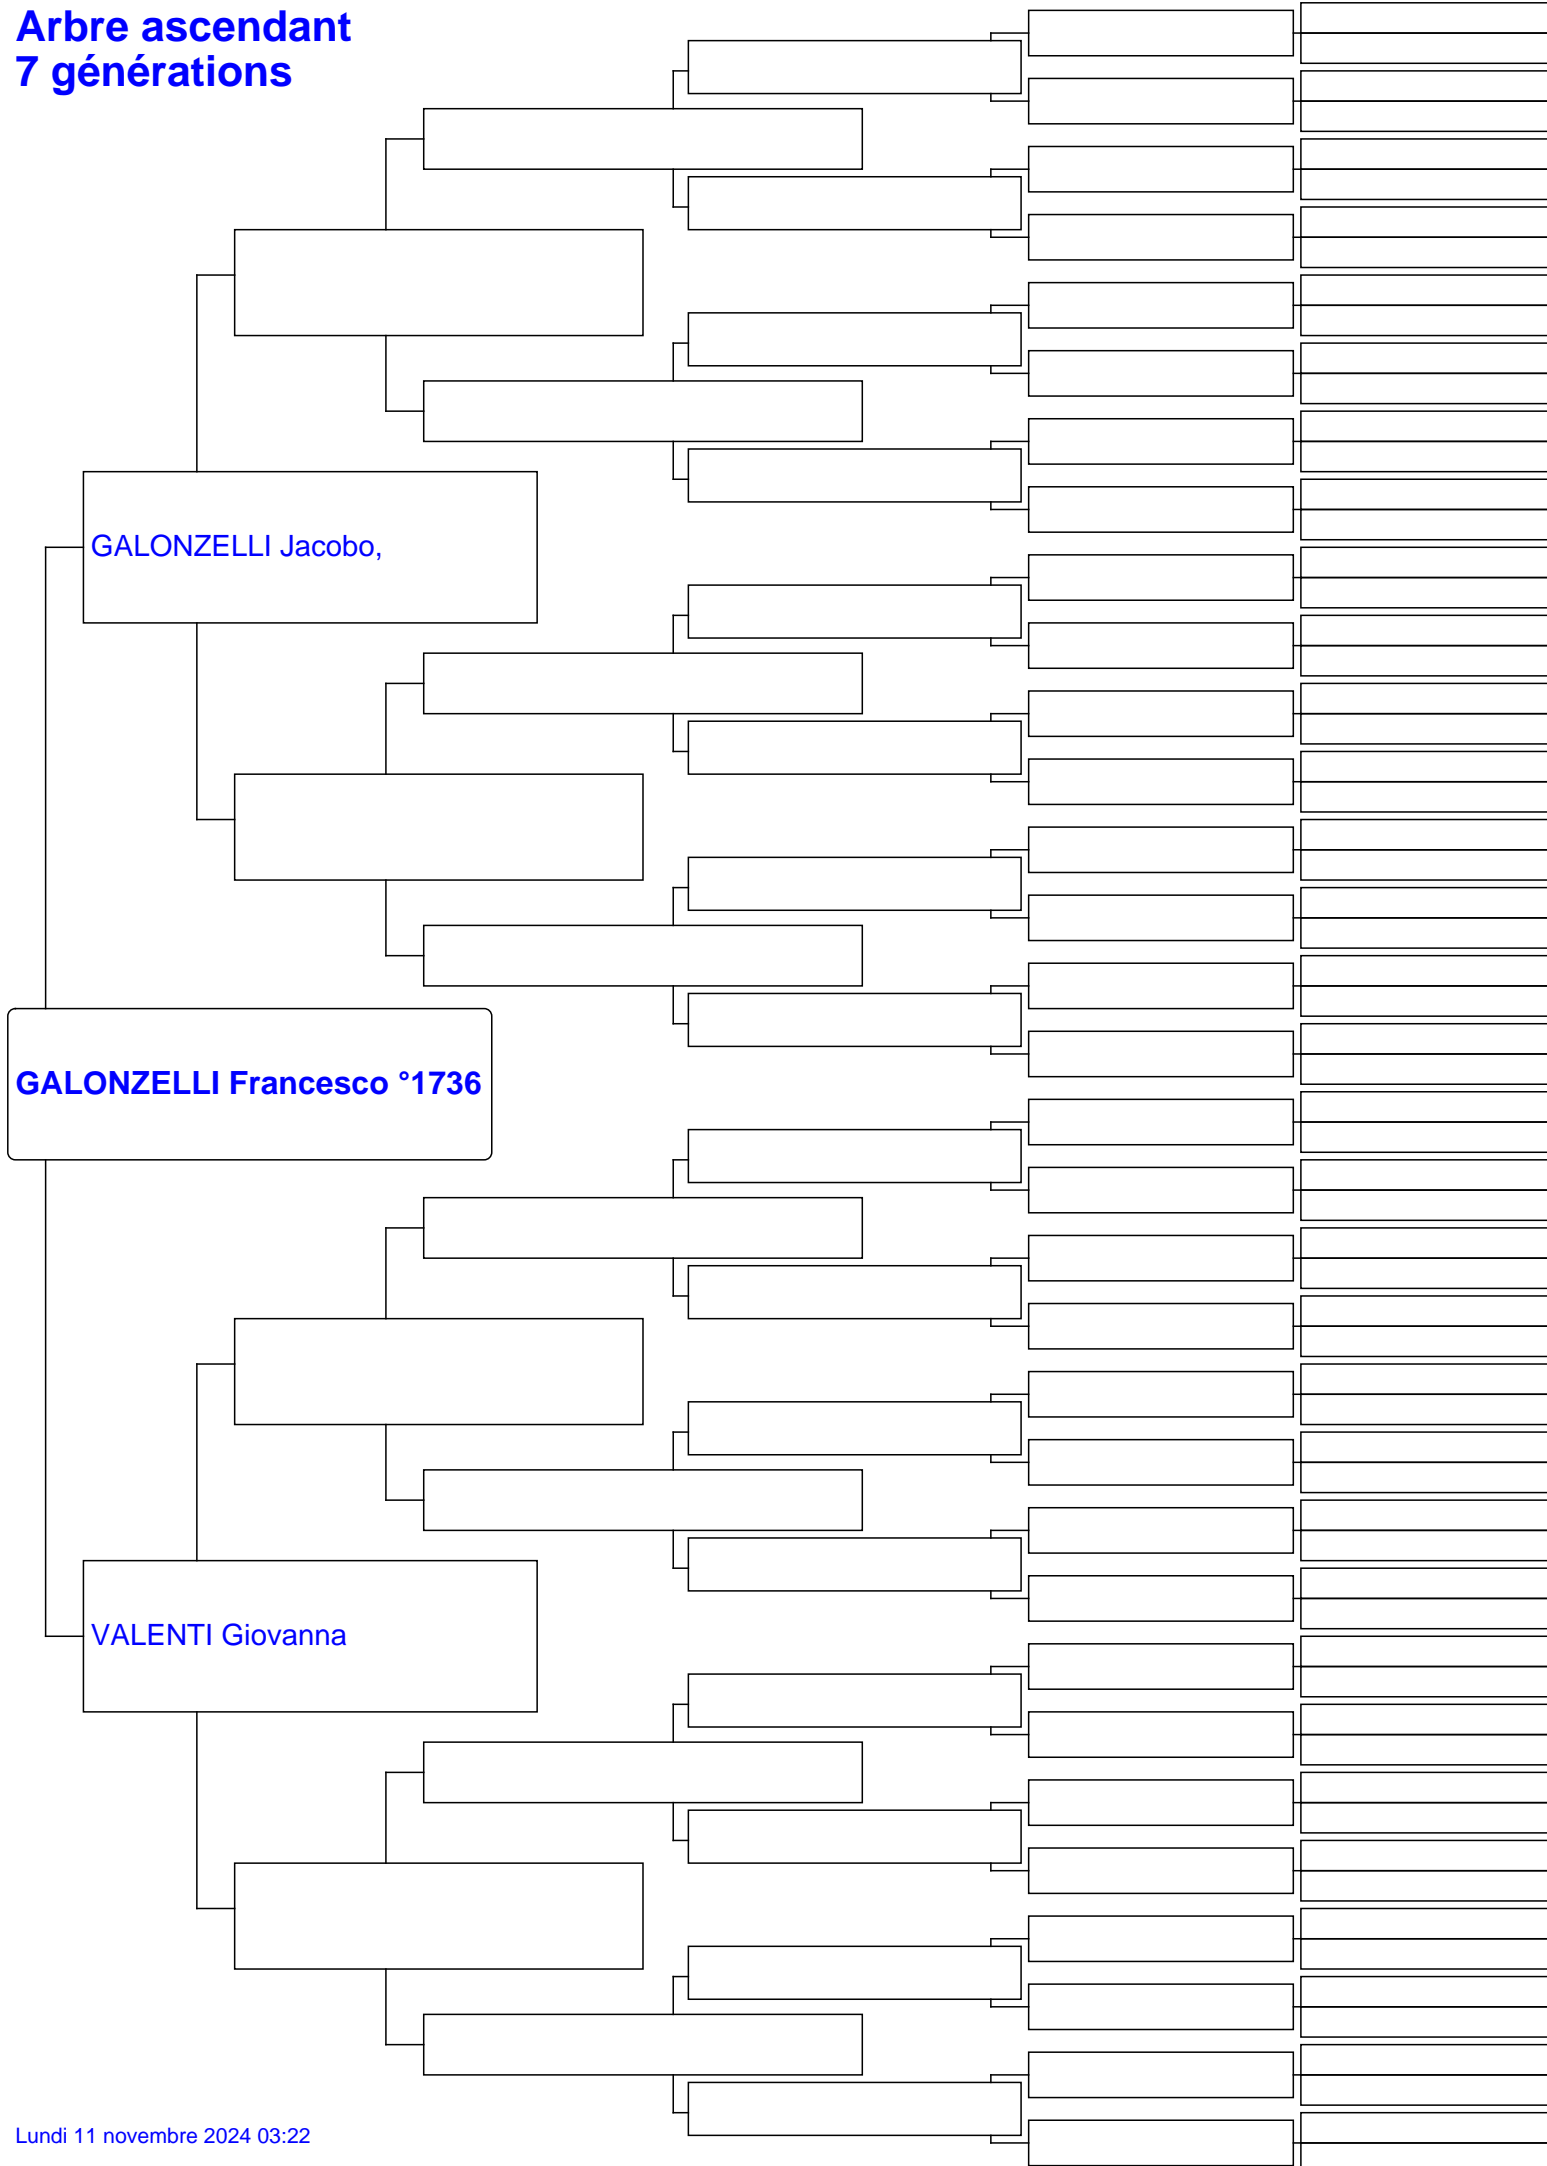 Arbre ascendant
7 générations
GALONZELLI Jacobo,
GALONZELLI Francesco °1736
VALENTI Giovanna
Lundi 11 novembre 2024 03:22